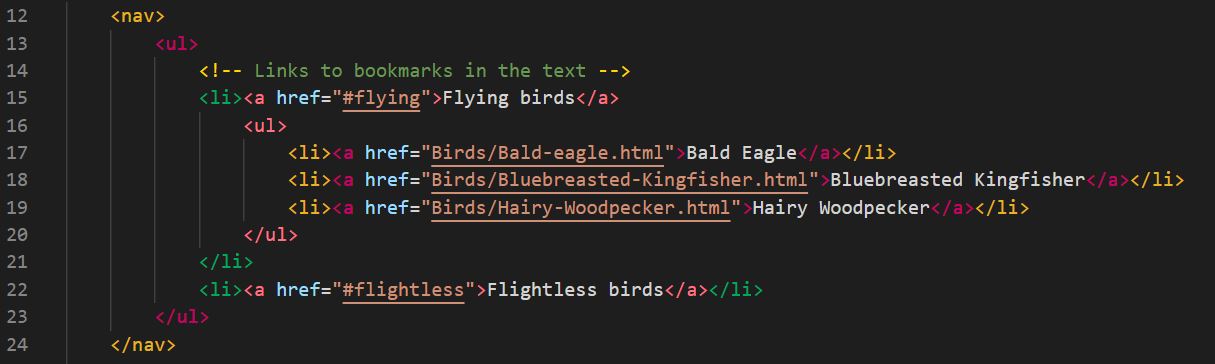 12 <nav>
13 <ul>
14 <!-- Links to bookmarks in the text -->
15 <li><a href="#flying">Flying birds</a>
16 <ul>
17 <li><a href="Birds/Bald-eagle.html">Bald Eagle</a></li>
18 <li><a href="Birds/Bluebreasted-Kingfisher.html">Bluebreasted Kingfisher</a></li>
19 <li><a href="Birds/Hairy-Woodpecker.html">Hairy Woodpecker</a></li>
20 </ul>
21 </li>
22 <li><a href="#flightless">Flightless birds</a></li>
23 </ul>
24 </nav>